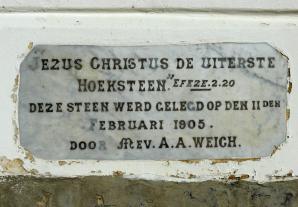 JEZUS CHRISTUS DE UITERSTE
HOEKSTEEN" EFEZE.2.20
DEZE STEEN WERD GELEGD OP DEN 11 DEN
FEBRUARI 1905.
DOOR MEV. A.A. WEICH.